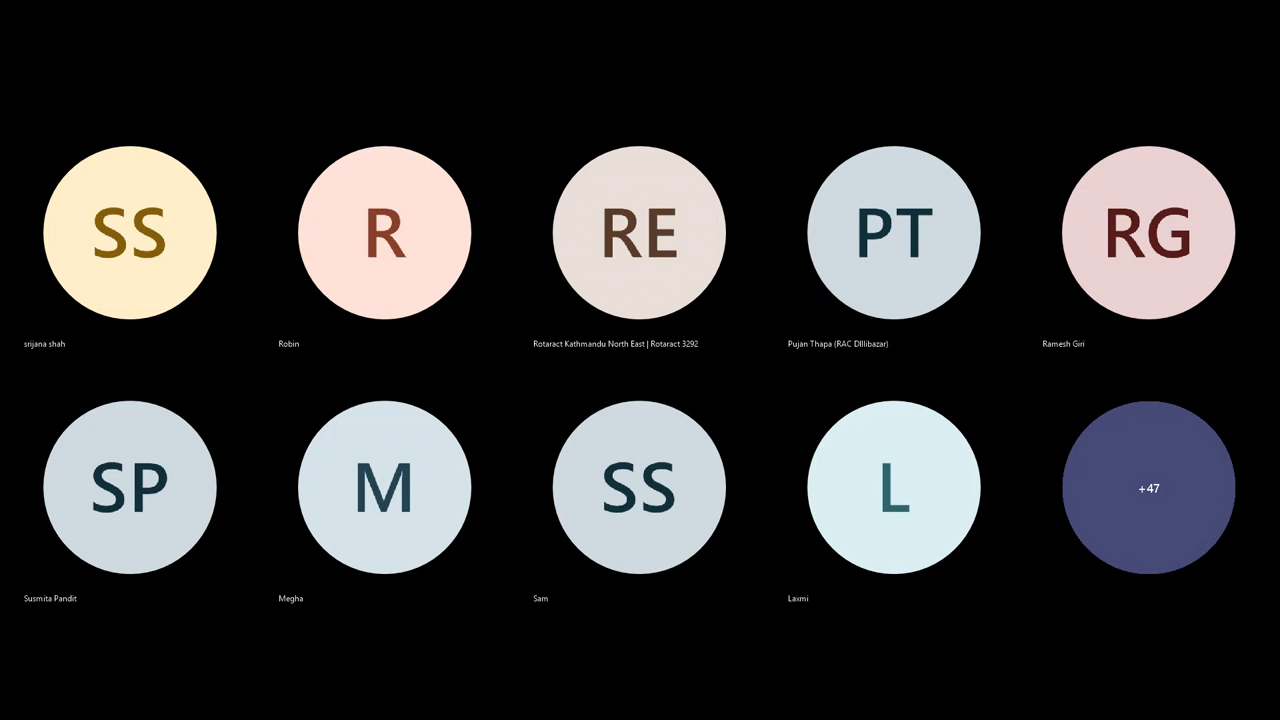 SS
R
RE
PT
RG
srijana shah
Robin
Rotaract Kathmandu North East | Rotaract 3292
Pujan Thapa (RAC DIllibazar)
Ramesh Giri
SP
M
SS
L
+47
Susmita Pandit
Megha
Sam
Laxmi